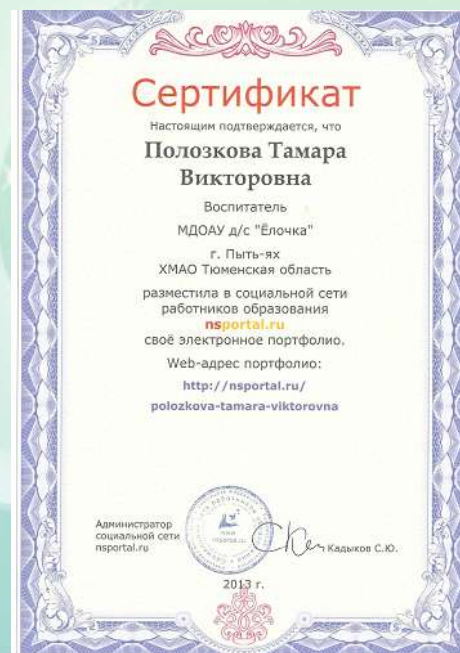 Сертификат
Настоящим подтверждается, что
Полозкова Тамара
Викторовна
Воспитатель
МДОАУ д/с "Ёлочка"
г. Пыть-ях
ХМАО Тюменская область
разместила в социальной сети
работников образования
nsportal.ru
своё электронное портфолио.
Web-адрес портфолио:
http://nsportal.ru/
polozkova-tamara-viktorovna
Администратор
социальной сети
nsportal.ru
Кадыков С.Ю.
2013 г.